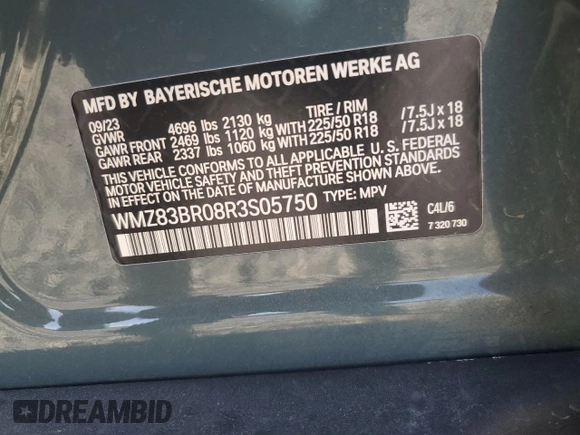 MFD BY BAYERISCHE MOTOREN WERKE AG
09/23 TIRE / RIM
GVWR 4696 lbs 2130 kg
GAWR FRONT 2469 lbs 1120 kg WITH 225/50 R18 /7.5J x 18
GAWR REAR 2337 lbs 1060 kg WITH 225/50 R18 /7.5J x 18
THIS VEHICLE CONFORMS TO ALL APPLICABLE U. S. FEDERAL
MOTOR VEHICLE SAFETY AND THEFT PREVENTION STANDARDS
IN EFFECT ON THE DATE OF MANUFACTURE SHOWN ABOVE.
WMZ83BR08R3S05750 TYPE: MPV
C4L/6
7 320 730
DREAMBID